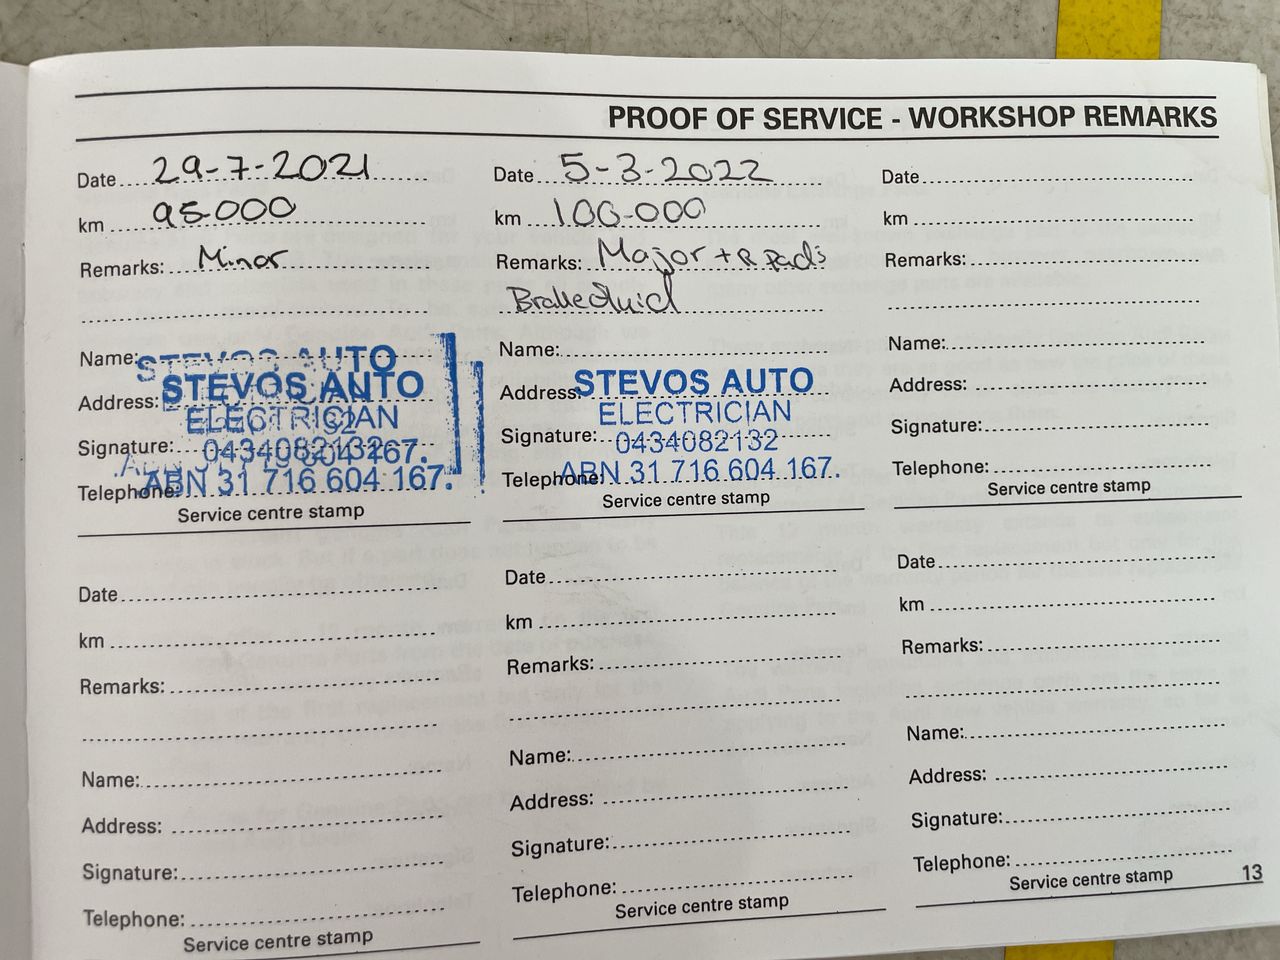 PROOF OF SERVICE - WORKSHOP REMARKS
Date 29-7-2021
km 95-000
Remarks: Minor
Name:
STEVOS AUTO
STEVOS AUTO
Address:
ELECTRICIAN
Signature: 0434082132
Telephone: ABN 31 716 604 167.
Service centre stamp
Date 5-3-2022
km 100-000
Remarks: Major + R pads
Brake fluid
Name:
Address: STEVOS AUTO
ELECTRICIAN
Signature: 0434082132
Telephone: ABN 31 716 604 167.
Service centre stamp
Date
km
Remarks:
Name:
Address:
Signature:
Telephone:
Service centre stamp
Date
km
Remarks:
Name:
Address:
Signature:
Telephone:
Service centre stamp
Date
km
Remarks:
Name:
Address:
Signature:
Telephone:
Service centre stamp
Date
km
Remarks:
Name:
Address:
Signature:
Telephone:
Service centre stamp
13